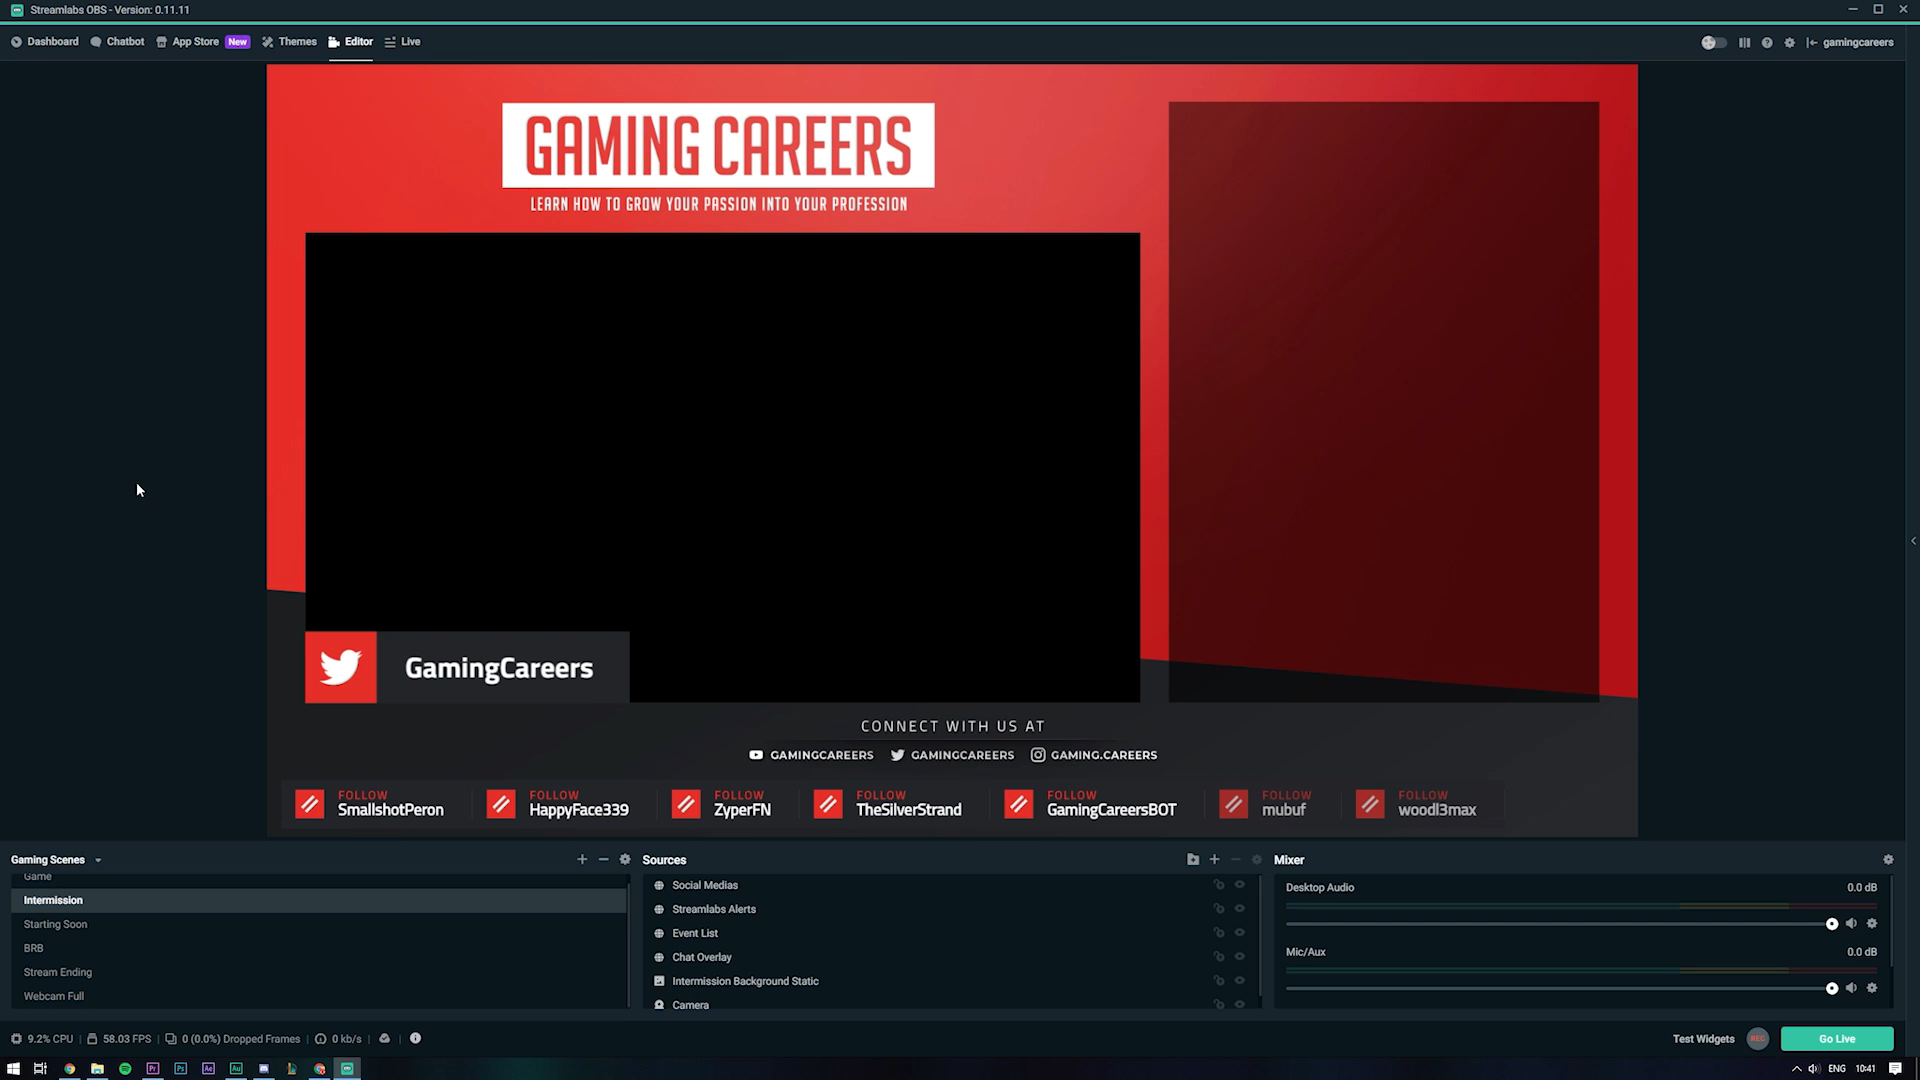 Streamlabs OBS - Version: 0.11.11
Dashboard Chatbot App Store New Themes Editor Live gamingcareers
GAMING CAREERS
LEARN HOW TO GROW YOUR PASSION INTO YOUR PROFESSION
GamingCareers
CONNECT WITH US AT
GAMINGCAREERS GAMINGCAREERS GAMING.CAREERS
FOLLOW FOLLOW FOLLOW FOLLOW FOLLOW FOLLOW FOLLOW
SmallshotPeron HappyFace339 ZyperFN TheSilverStrand GamingCareersBOT mubuf woodl3max
Gaming Scenes
Game
Intermission
Starting Soon
BRB
Stream Ending
Webcam Full
Sources
Social Medias
Streamlabs Alerts
Event List
Chat Overlay
Intermission Background Static
Camera
Mixer
Desktop Audio 0.0 dB
Mic/Aux 0.0 dB
9.2% CPU 58.03 FPS 0 (0.0%) Dropped Frames 0 kb/s
Test Widgets REC Go Live
Pr Ps Ae Au ENG 10:41